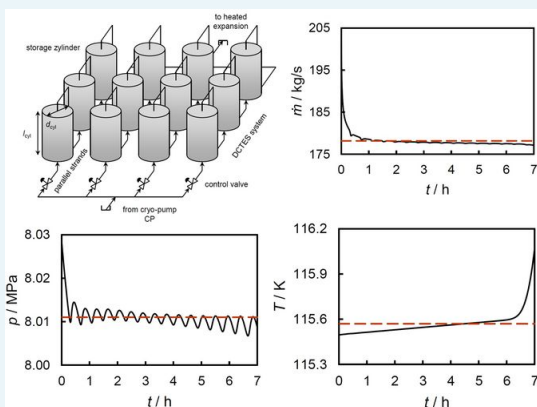 to heated
expansion
storage zylinder
l_cyl
d_cyl
parallel strands
DCTES system
control valve
from cryo-pump
CP
205
195
185
175
ṁ / kg/s
0 1 2 3 4 5 6 7
t / h
8.03
8.02
8.01
8.00
p / MPa
0 1 2 3 4 5 6 7
t / h
116.2
115.9
115.6
115.3
T / K
0 1 2 3 4 5 6 7
t / h